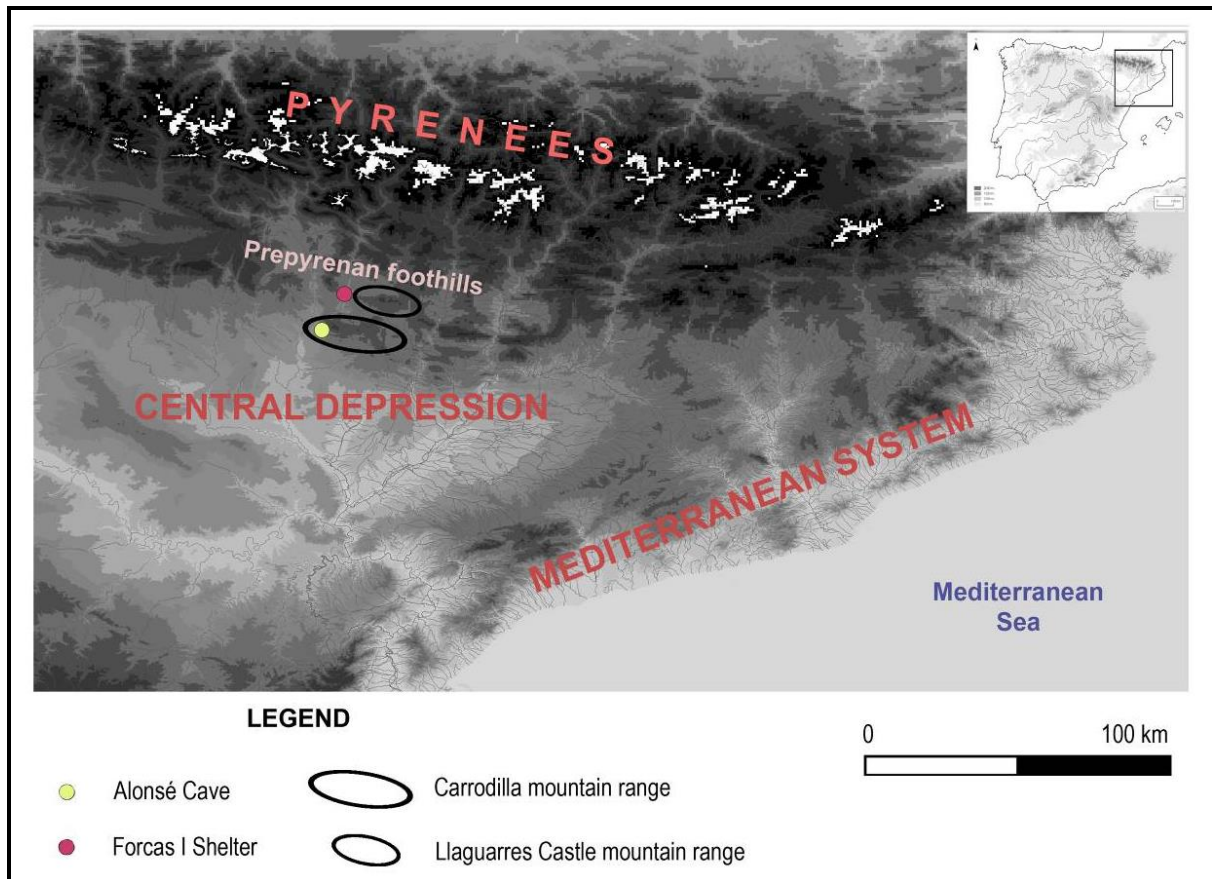 PYRENEES
Prepyrenan foothills
CENTRAL DEPRESSION
MEDITERRANEAN SYSTEM
Mediterranean
Sea
LEGEND
0 100 km
Alonsé Cave
Carrodilla mountain range
Forcas I Shelter
Llaguarres Castle mountain range